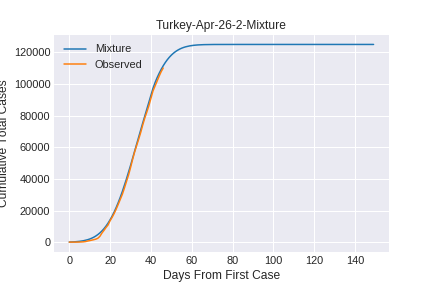 Turkey-Apr-26-2-Mixture
Mixture
Observed
Cumulative Total Cases
120000
100000
80000
60000
40000
20000
0
0 20 40 60 80 100 120 140
Days From First Case